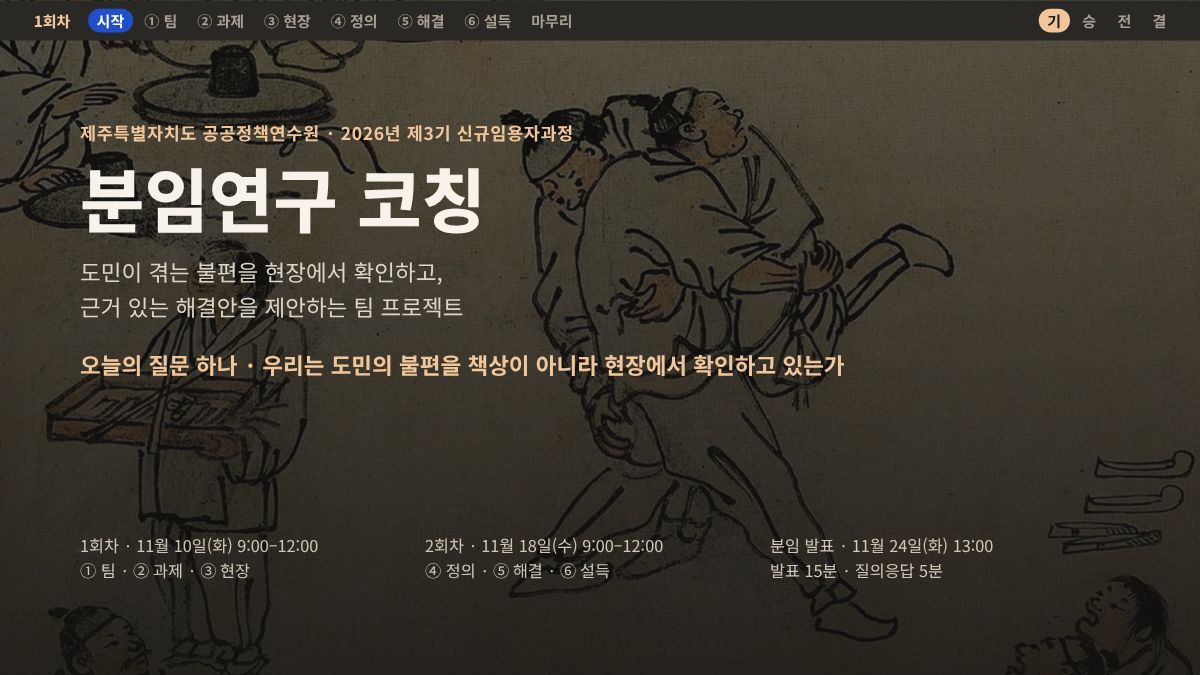 1회차 시작 ① 팀 ② 과제 ③ 현장 ④ 정의 ⑤ 해결 ⑥ 설득 마무리 기 승 전 결
제주특별자치도 공공정책연수원 · 2026년 제3기 신규임용자과정
분임연구 코칭
도민이 겪는 불편을 현장에서 확인하고,
근거 있는 해결안을 제안하는 팀 프로젝트
오늘의 질문 하나 · 우리는 도민의 불편을 책상이 아니라 현장에서 확인하고 있는가
1회차 · 11월 10일(화) 9:00–12:00
① 팀 · ② 과제 · ③ 현장
2회차 · 11월 18일(수) 9:00–12:00
④ 정의 · ⑤ 해결 · ⑥ 설득
분임 발표 · 11월 24일(화) 13:00
발표 15분 · 질의응답 5분